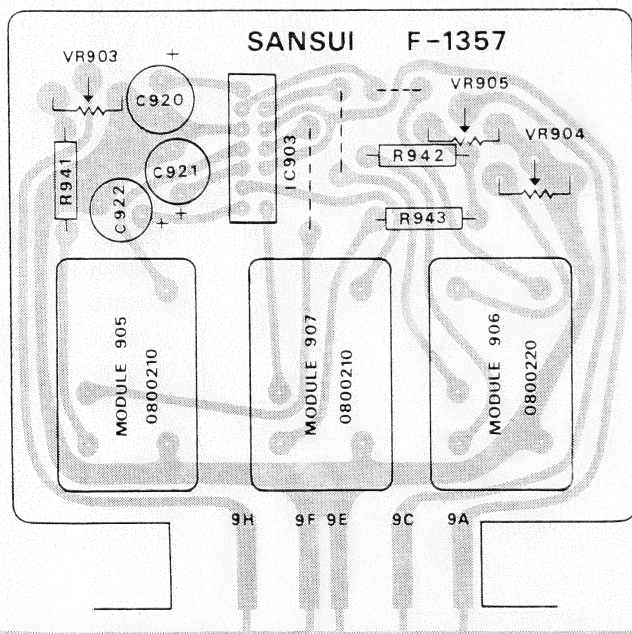 SANSUI F-1357
VR903
C920
VR905
R941
C921
IC903
R942
VR904
C922
R943
MODULE 905
0800210
MODULE 907
0800210
MODULE 906
0800220
9H 9F 9E 9C 9A